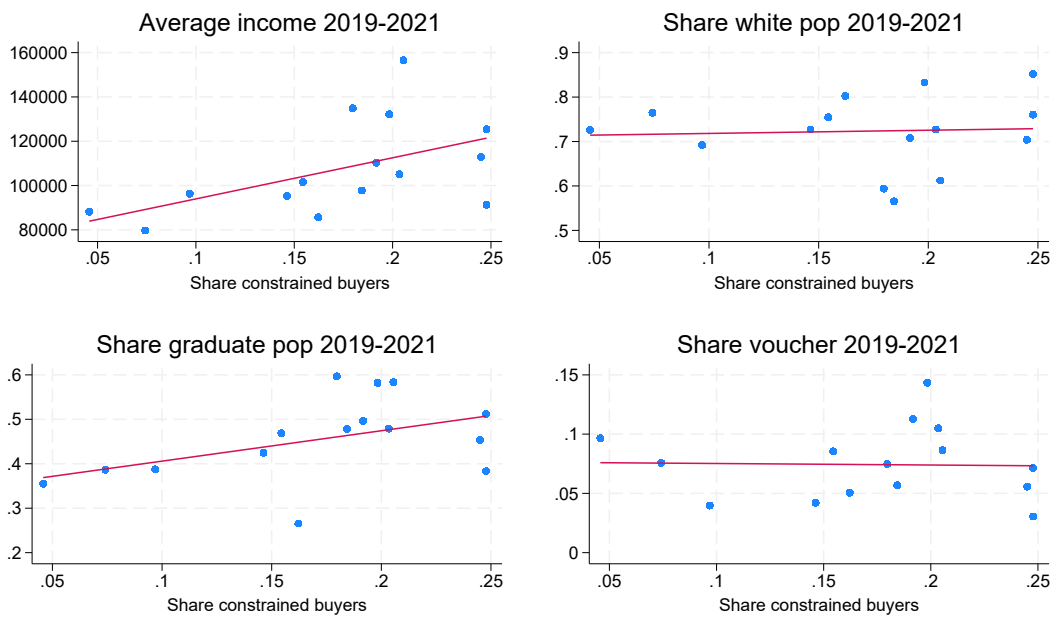 Average income 2019-2021
160000
140000
120000
100000
80000
.05 .1 .15 .2 .25
Share constrained buyers
Share white pop 2019-2021
.9
.8
.7
.6
.5
.05 .1 .15 .2 .25
Share constrained buyers
Share graduate pop 2019-2021
.6
.5
.4
.3
.2
.05 .1 .15 .2 .25
Share constrained buyers
Share voucher 2019-2021
.15
.1
.05
0
.05 .1 .15 .2 .25
Share constrained buyers